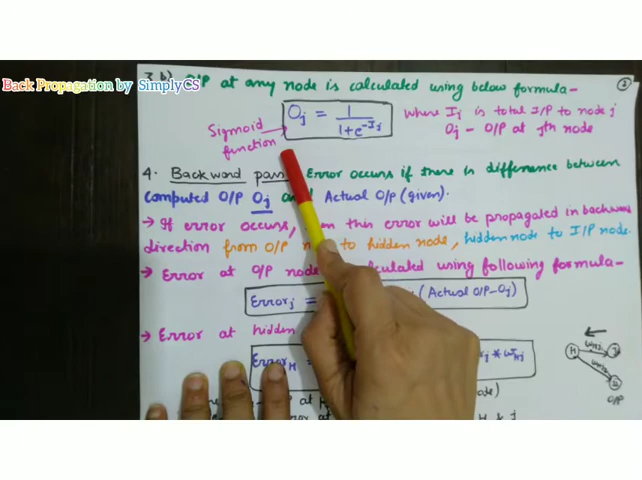 Back Propagation by SimplyCS
3. b) O/P at any node is calculated using below formula-
2
Oj = 1 / 1+e^-Ij
where Ij is total I/P to node j
Oj - O/P at jth node
Sigmoid function
4. Backward pass Error occurs if there is difference between
computed O/P Oj and Actual O/P (given).
→ If error occurs, this error will be propagated in backward
direction from O/P to hidden node, hidden node to I/P node.
→ Error at O/P node calculated using following formula-
Errorj = (Actual O/P-Oj)
→ Error at hidden
ErrorH = * WHj
H
O/P
at
H & j